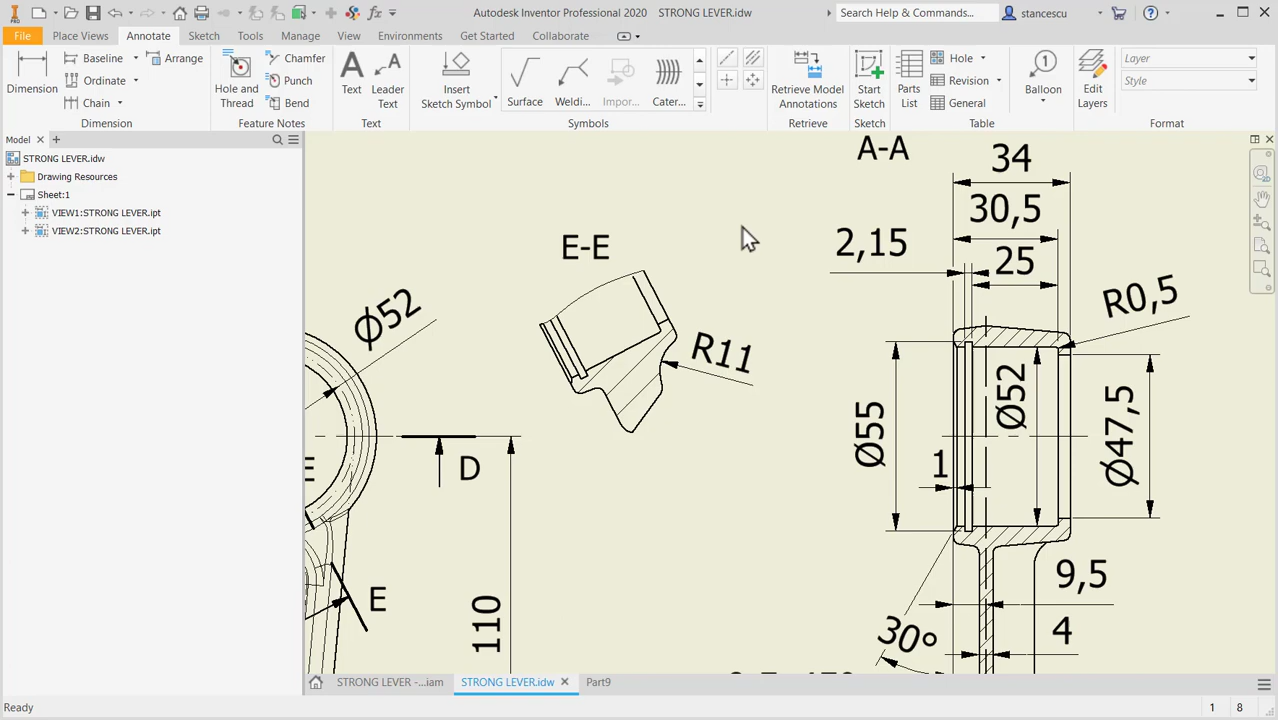 Autodesk Inventor Professional 2020 STRONG LEVER.idw
Search Help & Commands...
stancescu
File Place Views Annotate Sketch Tools Manage View Environments Get Started Collaborate
Dimension
Baseline
Ordinate
Chain
Arrange
Dimension
Hole and Thread
Chamfer
Punch
Bend
Feature Notes
Text
Leader Text
Text
Insert Sketch Symbol
Surface
Weldi...
Impor...
Cater...
Symbols
Retrieve Model Annotations
Retrieve
Start Sketch
Sketch
Parts List
Hole
Revision
General
Table
Balloon
Edit Layers
Layer
Style
Format
Model
STRONG LEVER.idw
Drawing Resources
Sheet:1
VIEW1:STRONG LEVER.ipt
VIEW2:STRONG LEVER.ipt
A-A
34
30,5
2,15
25
E-E
R0,5
Ø52
R11
Ø55
Ø52
Ø47,5
1
D
E
E
110
9,5
4
30°
STRONG LEVER -...iam
STRONG LEVER.idw
Part9
Ready
1 8